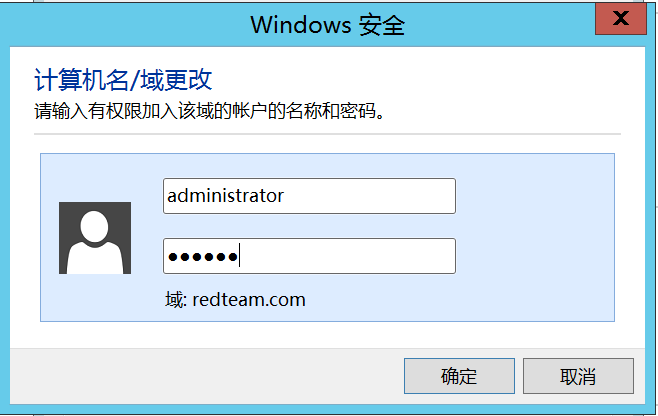 Windows 安全
计算机名/域更改
请输入有权限加入该域的帐户的名称和密码。
administrator
●●●●●●
域: redteam.com
确定
取消